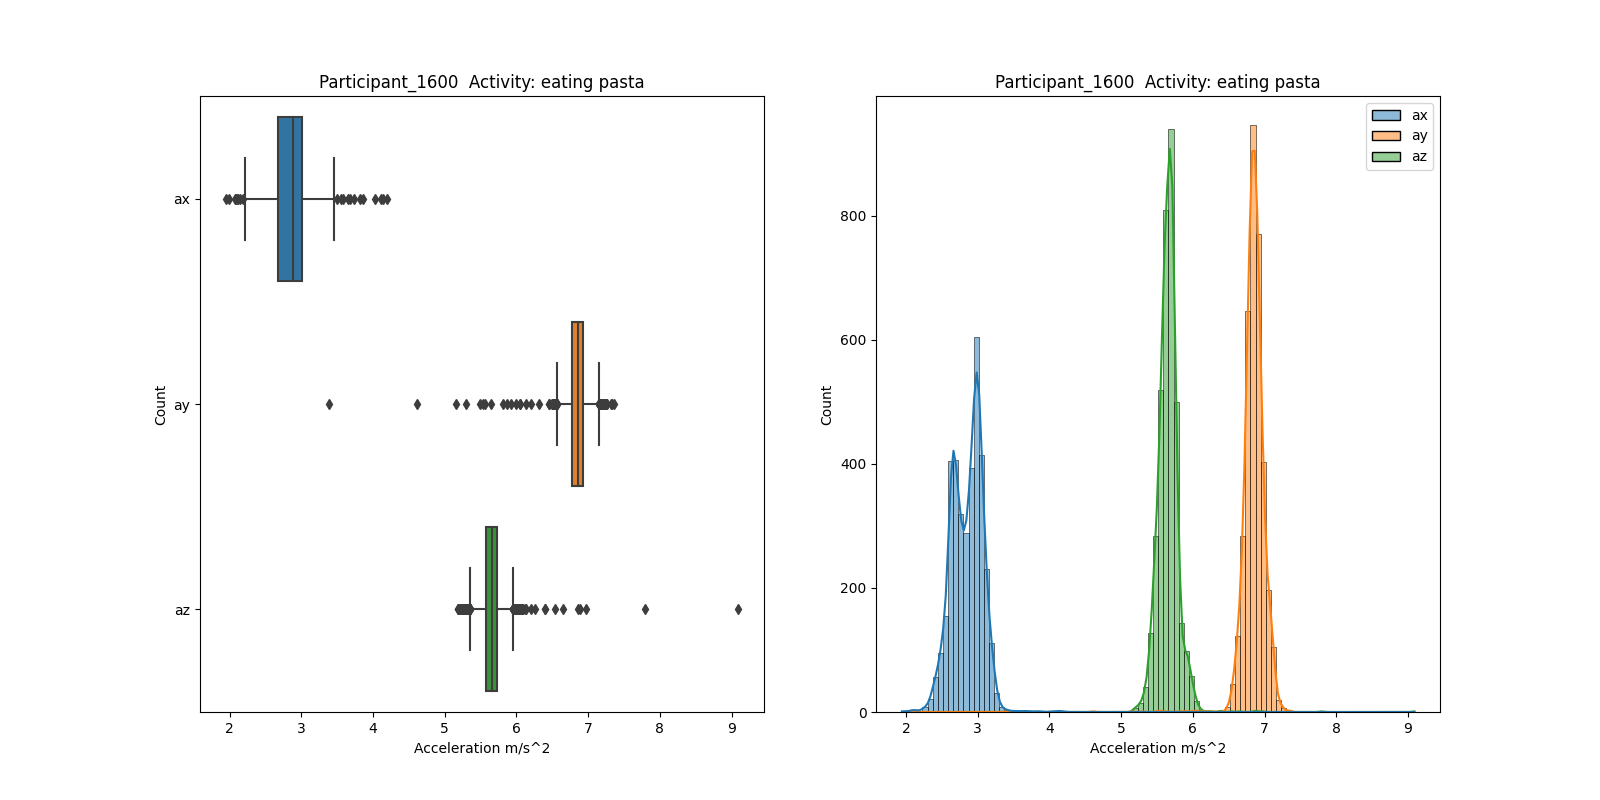 Participant_1600  Activity: eating pasta
ax
ay
az
Count
2 3 4 5 6 7 8 9
Acceleration m/s^2
Participant_1600  Activity: eating pasta
ax
ay
az
800
600
400
200
0
Count
2 3 4 5 6 7 8 9
Acceleration m/s^2